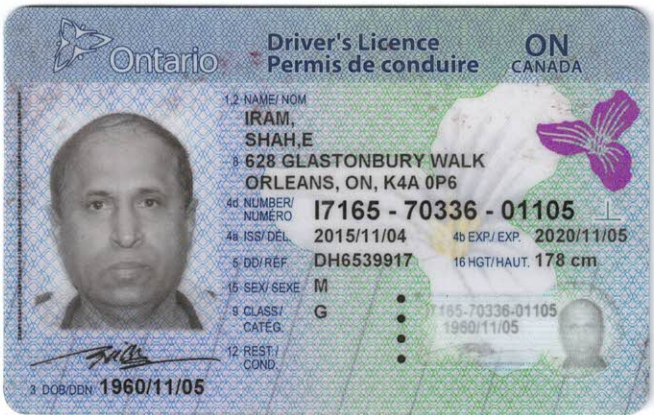 Ontario
Driver's Licence
Permis de conduire
ON
CANADA
1,2 NAME/ NOM
IRAM,
SHAH,E
8 628 GLASTONBURY WALK
ORLEANS, ON, K4A 0P6
4d NUMBER/ NUMÉRO I7165 - 70336 - 01105
4a ISS/ DÉL. 2015/11/04 4b EXP./ EXP. 2020/11/05
5 DD/RÉF DH6539917 16 HGT/HAUT. 178 cm
15 SEX/ SEXE M
9 CLASS/ CATÉG. G
12 REST./ COND.
165-70336-01105
1960/11/05
3 DOB/DDN 1960/11/05